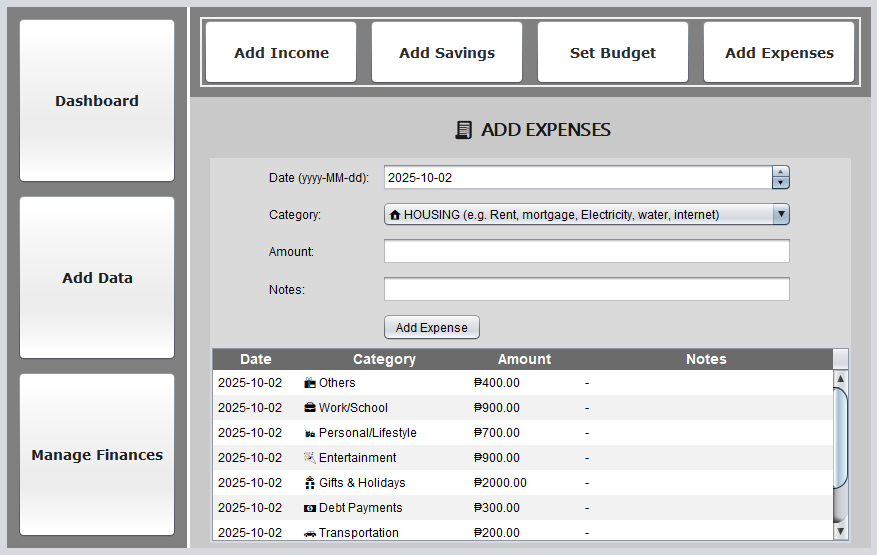 Add Income Add Savings Set Budget Add Expenses
Dashboard
Add Data
Manage Finances
ADD EXPENSES
Date (yyyy-MM-dd): 2025-10-02
Category: HOUSING (e.g. Rent, mortgage, Electricity, water, internet)
Amount:
Notes:
Add Expense
Date Category Amount Notes
2025-10-02 Others ₱400.00 -
2025-10-02 Work/School ₱900.00 -
2025-10-02 Personal/Lifestyle ₱700.00 -
2025-10-02 Entertainment ₱900.00 -
2025-10-02 Gifts & Holidays ₱2000.00 -
2025-10-02 Debt Payments ₱300.00 -
2025-10-02 Transportation ₱200.00 -